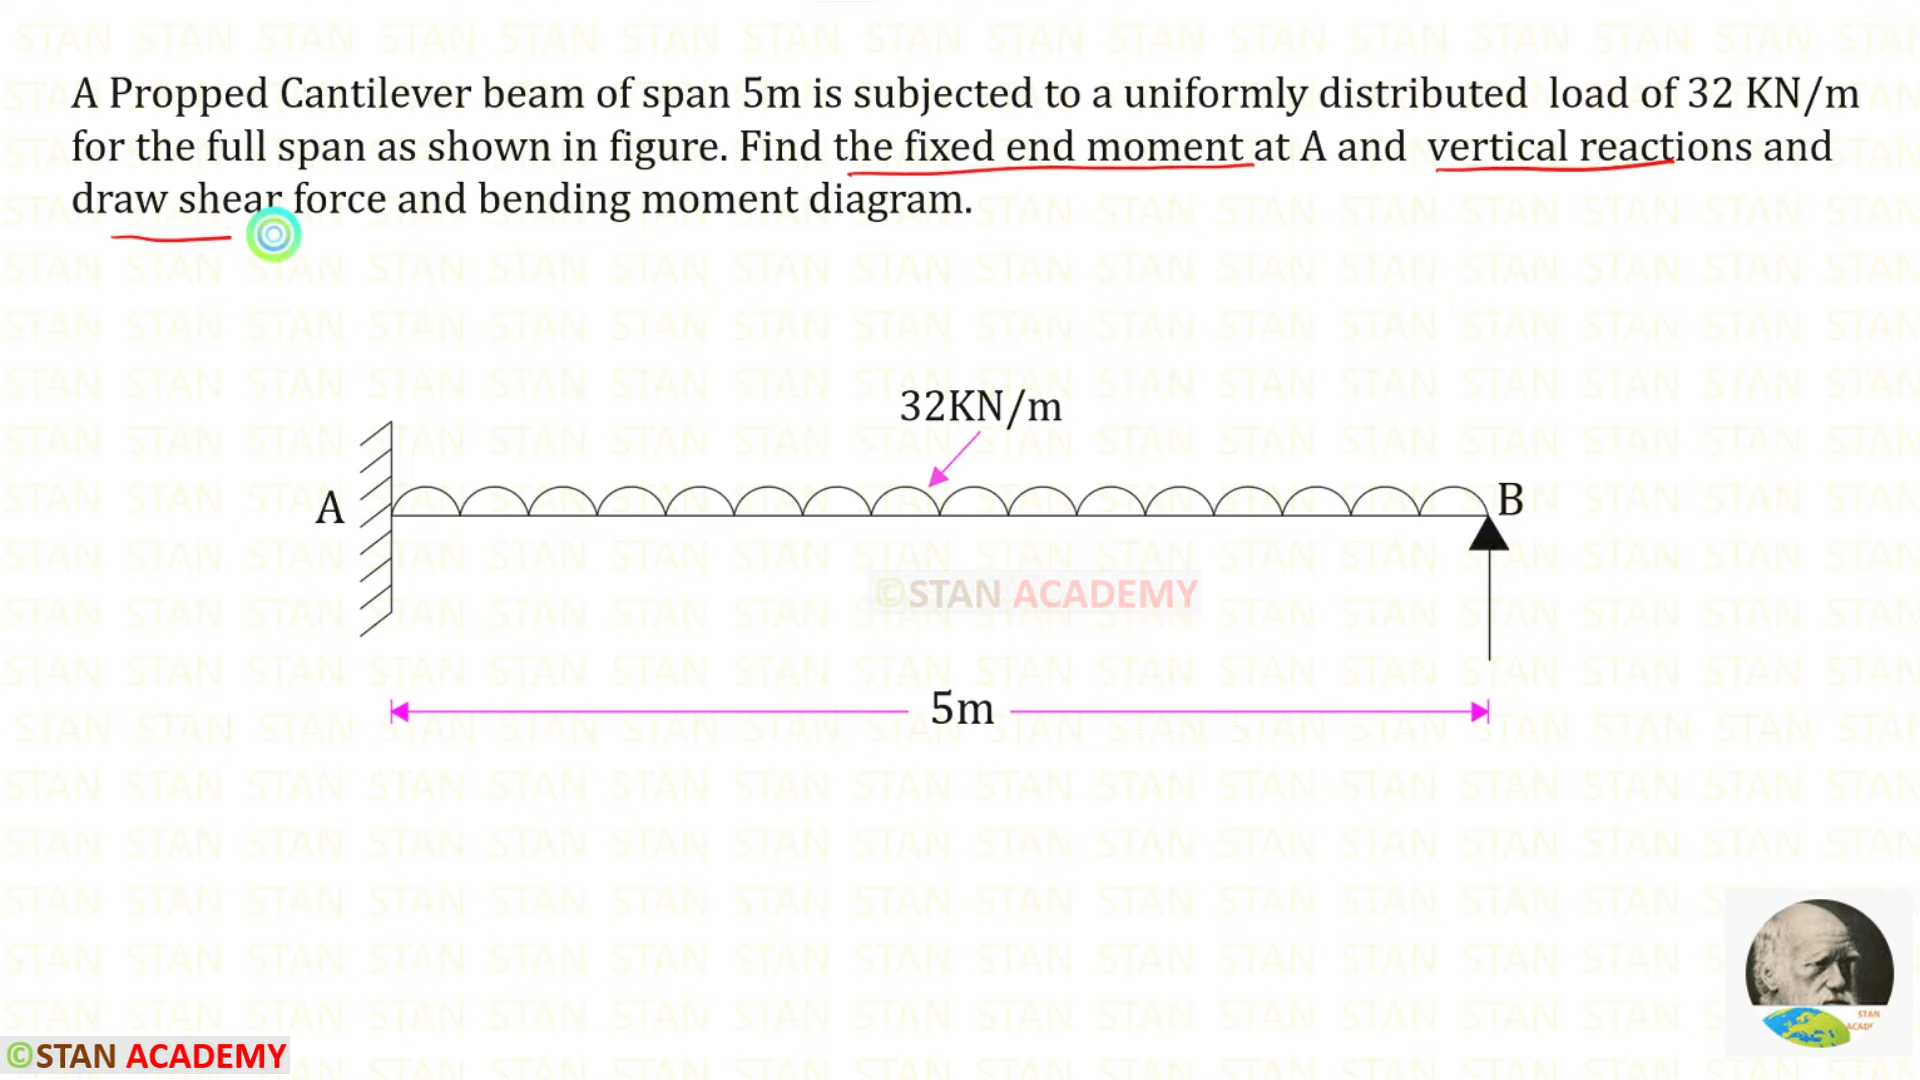 A Propped Cantilever beam of span 5m is subjected to a uniformly distributed load of 32 KN/m
for the full span as shown in figure. Find the fixed end moment at A and vertical reactions and
draw shear force and bending moment diagram.
32KN/m
A
B
©STAN ACADEMY
5m
STAN
©STAN ACADEMY